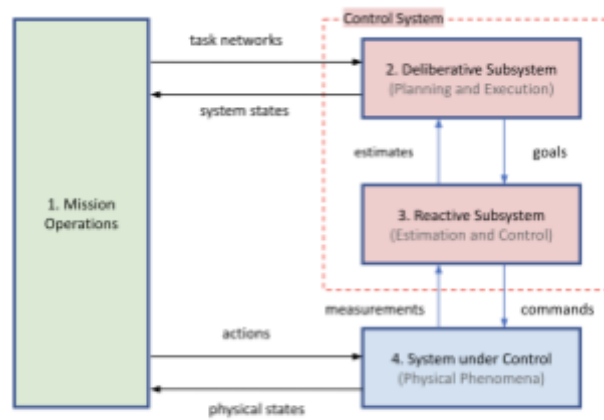 Control System
task networks
2. Deliberative Subsystem
(Planning and Execution)
system states
estimates
goals
1. Mission
Operations
3. Reactive Subsystem
(Estimation and Control)
measurements
commands
actions
4. System under Control
(Physical Phenomena)
physical states